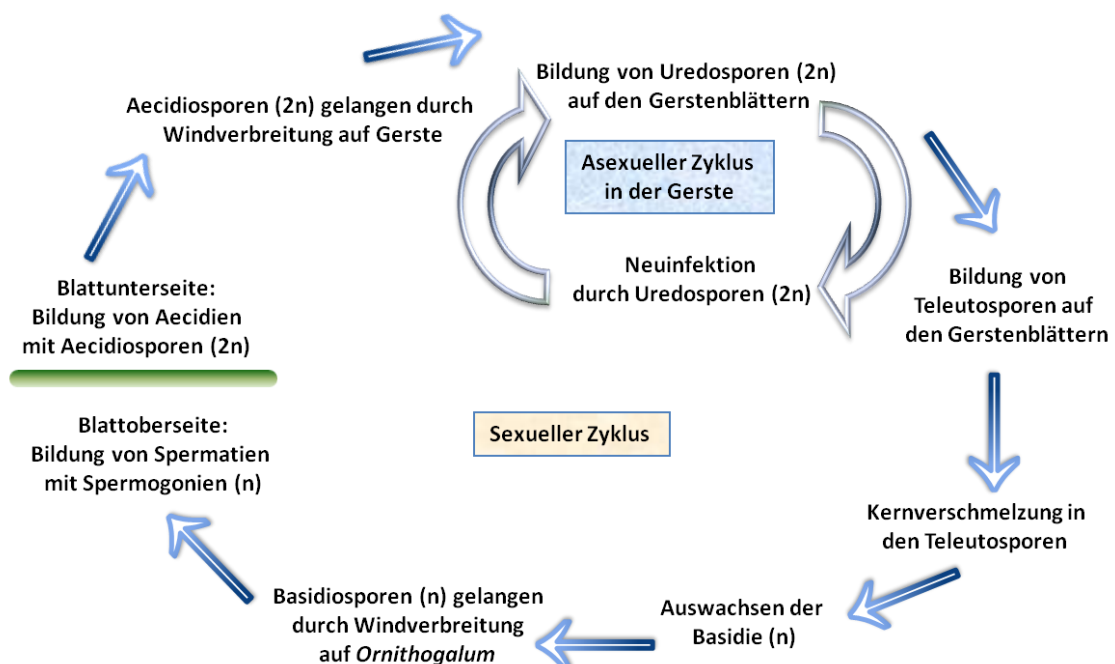 Bildung von Uredosporen (2n)
auf den Gerstenblättern
Aecidiosporen (2n) gelangen durch
Windverbreitung auf Gerste
Asexueller Zyklus
in der Gerste
Neuinfektion
durch Uredosporen (2n)
Bildung von
Teleutosporen auf
den Gerstenblättern
Blattunterseite:
Bildung von Aecidien
mit Aecidiosporen (2n)
Blattoberseite:
Bildung von Spermatien
mit Spermogonien (n)
Sexueller Zyklus
Kernverschmelzung in
den Teleutosporen
Auswachsen der
Basidie (n)
Basidiosporen (n) gelangen
durch Windverbreitung
auf Ornithogalum